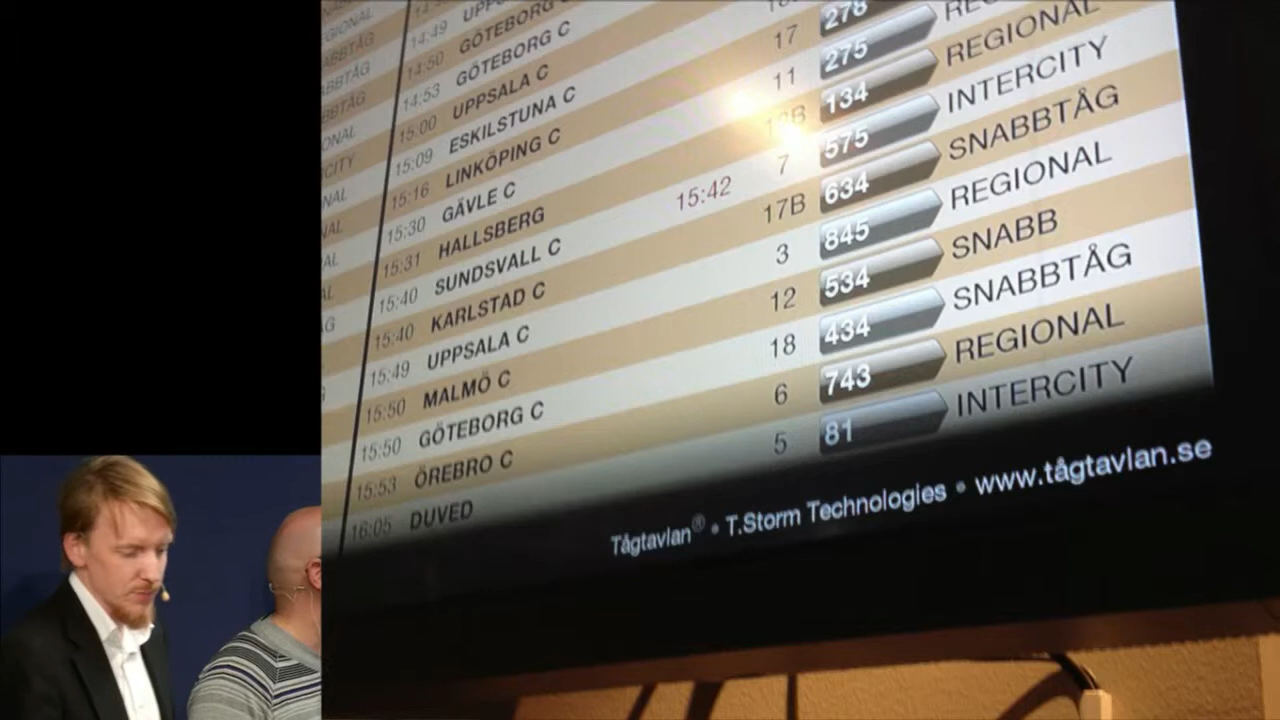 14:50 GÖTEBORG C
14:53 GÖTEBORG C
15:00 UPPSALA C
15:09 ESKILSTUNA C
15:16 LINKÖPING C 17 278
15:30 GÄVLE C 11 275
15:31 HALLSBERG 134 REGIONAL
15:40 SUNDSVALL C 15:42 7 575 INTERCITY
15:40 KARLSTAD C 17B 634 SNABBTÅG
15:49 UPPSALA C 3 845 REGIONAL
15:50 MALMÖ C 12 534 SNABB
15:50 GÖTEBORG C 18 434 SNABBTÅG
15:53 ÖREBRO C 6 743 REGIONAL
16:05 DUVED 5 81 INTERCITY
Tågtavlan® • T.Storm Technologies • www.tågtavlan.se